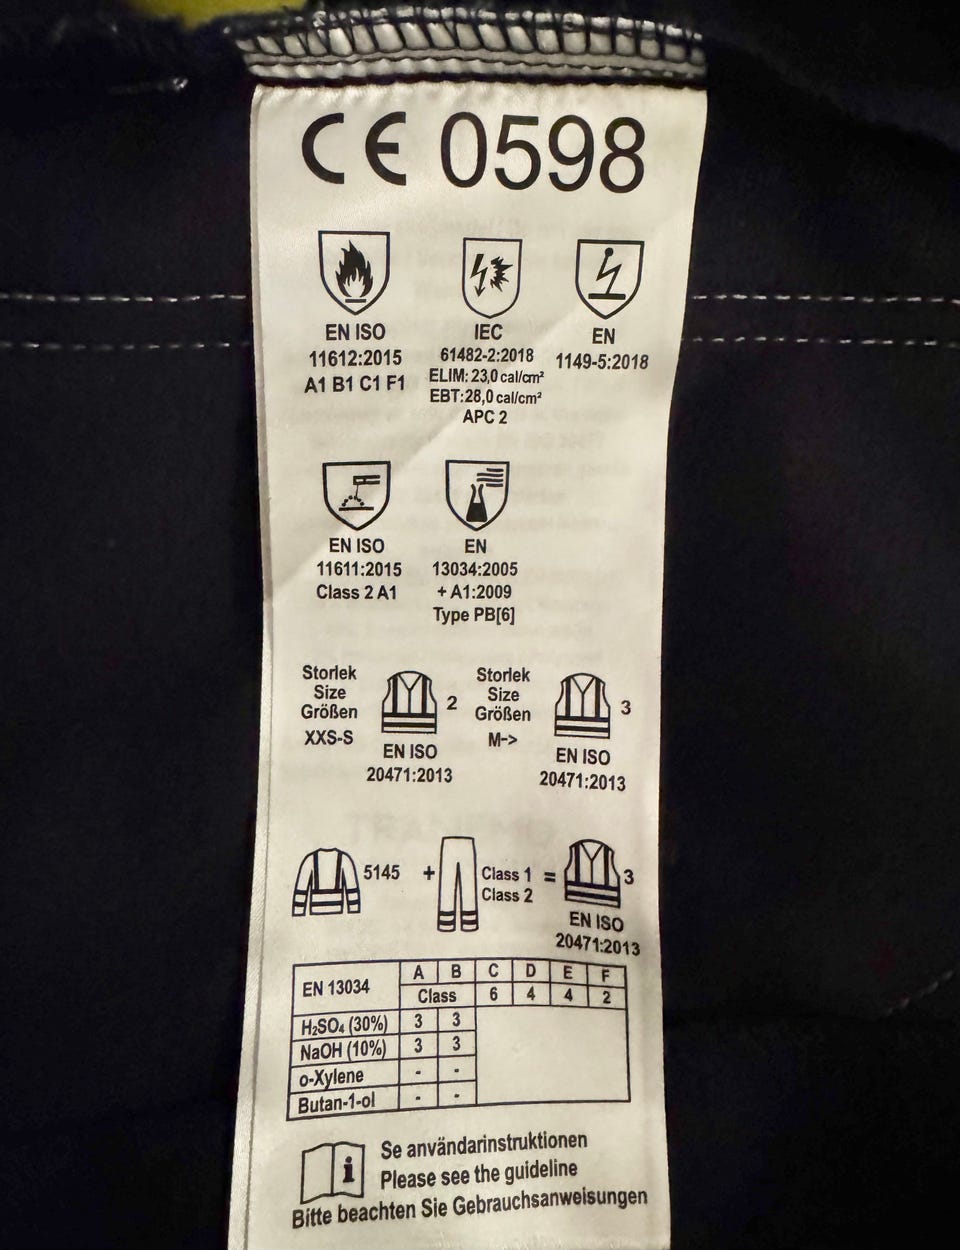 CE 0598
EN ISO
11612:2015
A1 B1 C1 F1
IEC
61482-2:2018
ELIM: 23,0 cal/cm²
EBT:28,0 cal/cm²
APC 2
EN
1149-5:2018
EN ISO
11611:2015
Class 2 A1
EN
13034:2005
+ A1:2009
Type PB[6]
Storlek
Size
Größen
XXS-S
2
EN ISO
20471:2013
Storlek
Size
Größen
M->
3
EN ISO
20471:2013
5145 + Class 1 = 3
Class 2
EN ISO
20471:2013
EN 13034 A B C D E F
Class 6 4 4 2
H₂SO₄ (30%) 3 3
NaOH (10%) 3 3
o-Xylene - -
Butan-1-ol - -
i
Se användarinstruktionen
Please see the guideline
Bitte beachten Sie Gebrauchsanweisungen